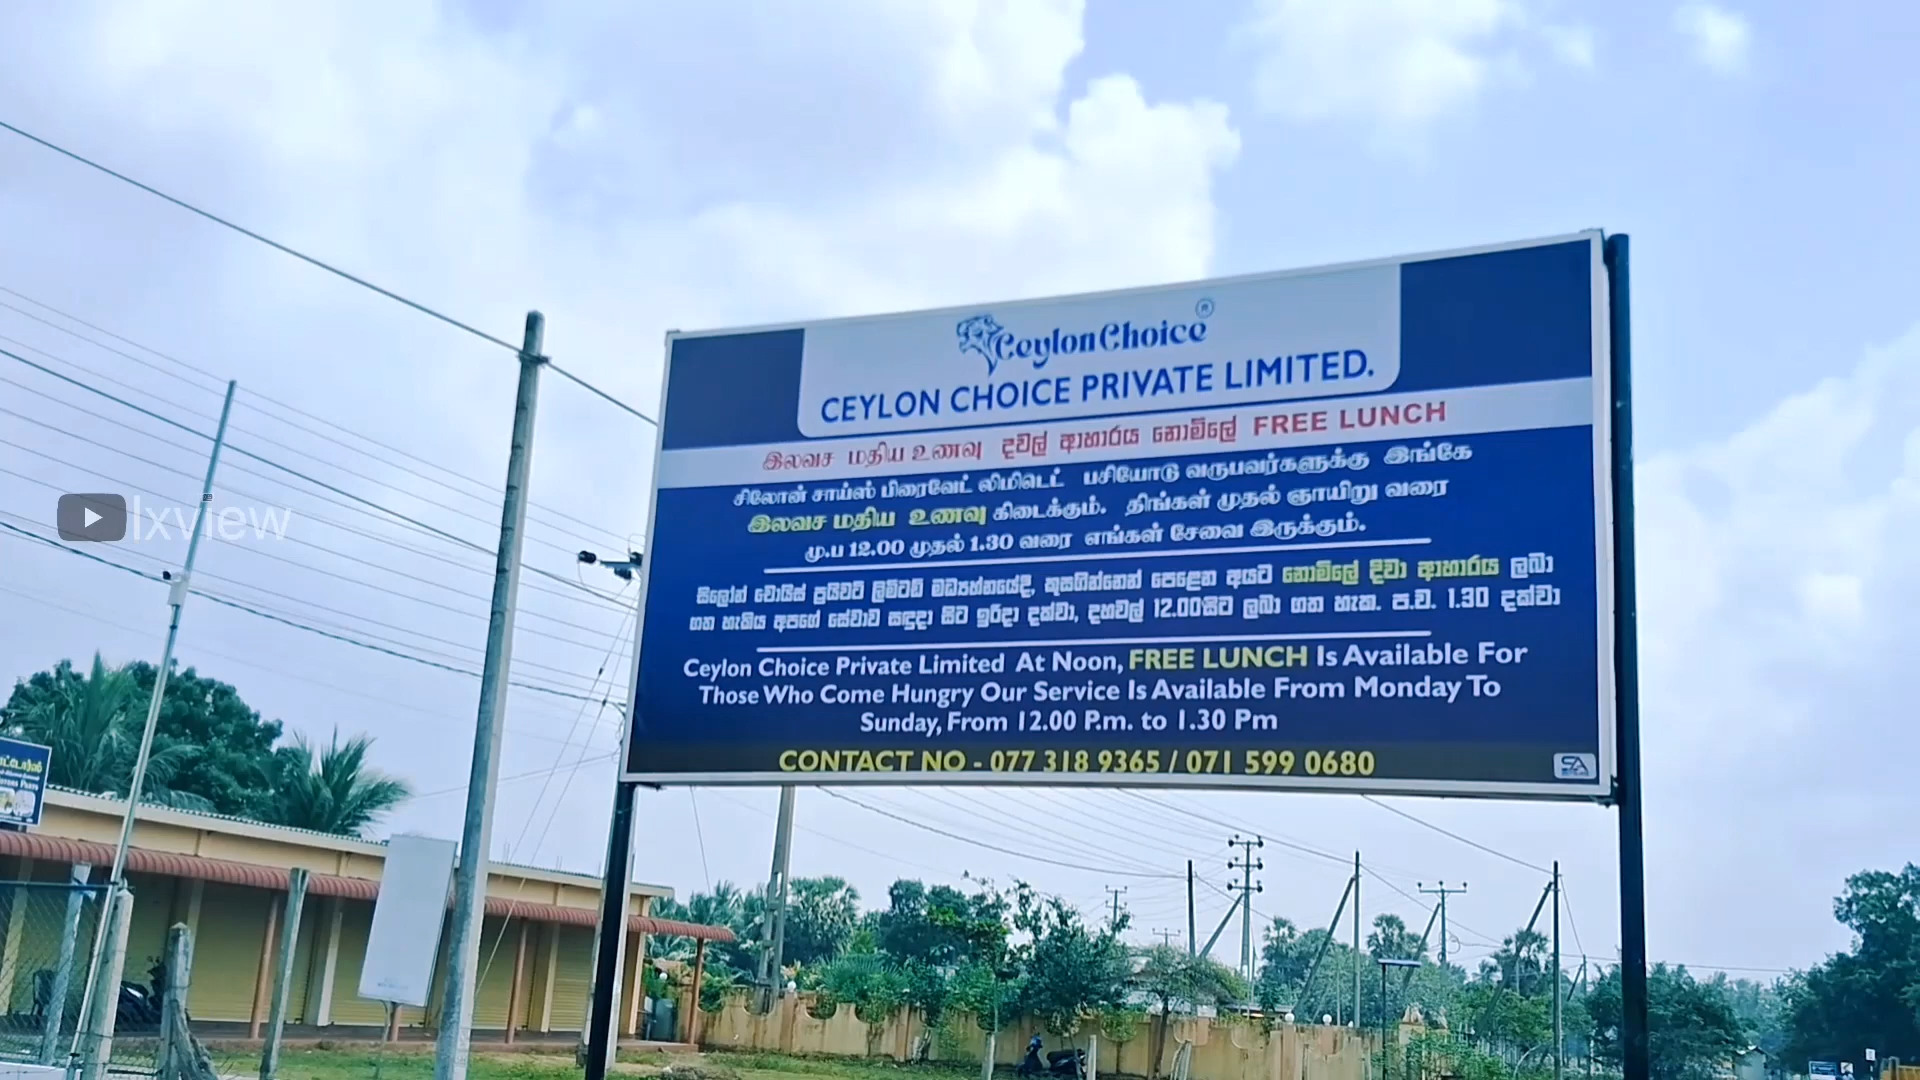 CeylonChoice ®
CEYLON CHOICE PRIVATE LIMITED.
இலவச மதிய உணவு දවල් ආහාරය නොමිලේ FREE LUNCH
சிலோன் சாய்ஸ் பிரைவேட் லிமிடெட் பசியோடு வருபவர்களுக்கு இங்கே
இலவச மதிய உணவு கிடைக்கும். திங்கள் முதல் ஞாயிறு வரை
மு.ப 12.00 முதல் 1.30 வரை எங்கள் சேவை இருக்கும்.
සිලෝන් චොයිස් ප්‍රයිවට් ලිමිටඩ් මධ්‍යහ්නයේදී, කුසගින්නෙන් පෙළෙන අයට නොමිලේ දිවා ආහාරය ලබා
ගත හැකිය අපගේ සේවාව සඳුදා සිට ඉරිදා දක්වා, දහවල් 12.00සිට ලබා ගත හැක. ප.ව. 1.30 දක්වා
Ceylon Choice Private Limited At Noon, FREE LUNCH Is Available For
Those Who Come Hungry Our Service Is Available From Monday To
Sunday, From 12.00 P.m. to 1.30 Pm
CONTACT NO - 077 318 9365 / 071 599 0680
SA
lxview